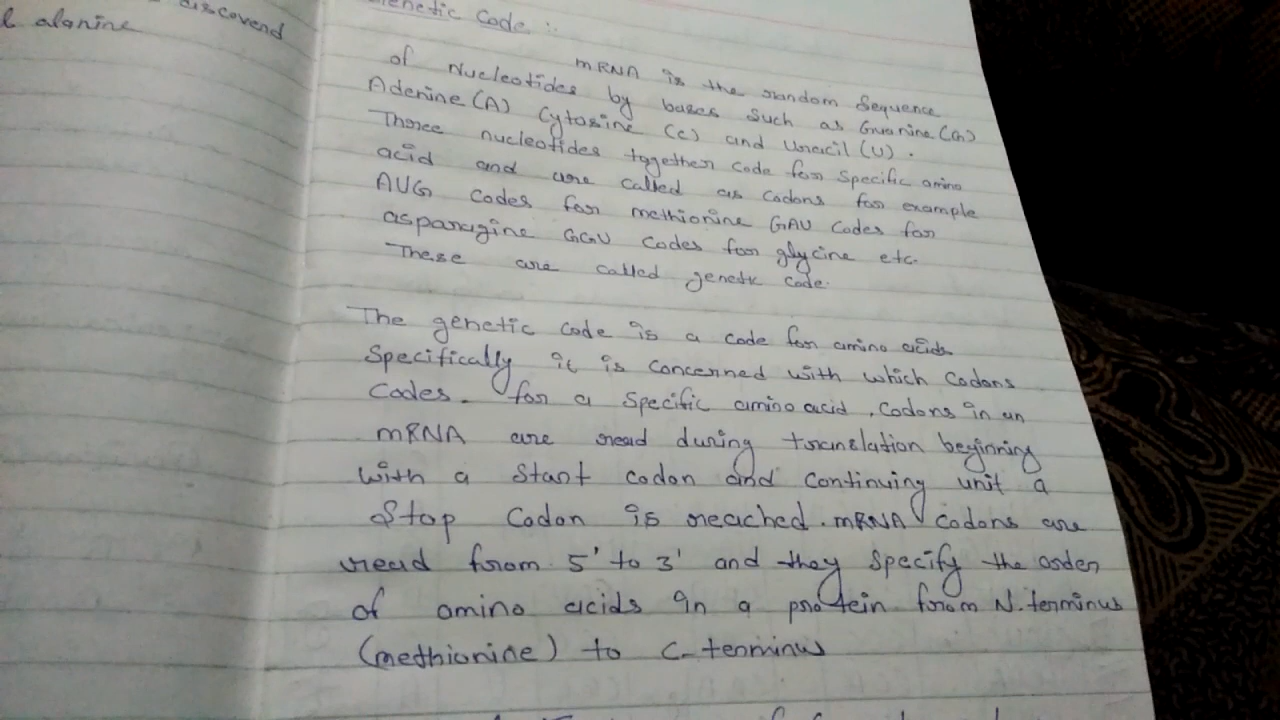 discoverd
l alanine
Genetic Code :-
mRNA is the random Sequence
of Nucleotides by bases such as Guanine (G)
Adenine (A) Cytosine (C) and Uracil (U).
Three nucleotides together code for specific amino
acid and are called as codons for example
AUG codes for methionine GAU codes for
asparagine GGU codes for glycine etc.
These are called genetic code.
The genetic code is a code for amino acids
Specifically it is concerned with which codons
Codes. for a specific amino acid. Codons in an
mRNA are read during translation beginning
with a start codon and continuing unit a
Stop Codon is reached. mRNA codons are
read from 5' to 3' and they specify the order
of amino acids in a protein from N.terminus
(methionine) to C-terminus